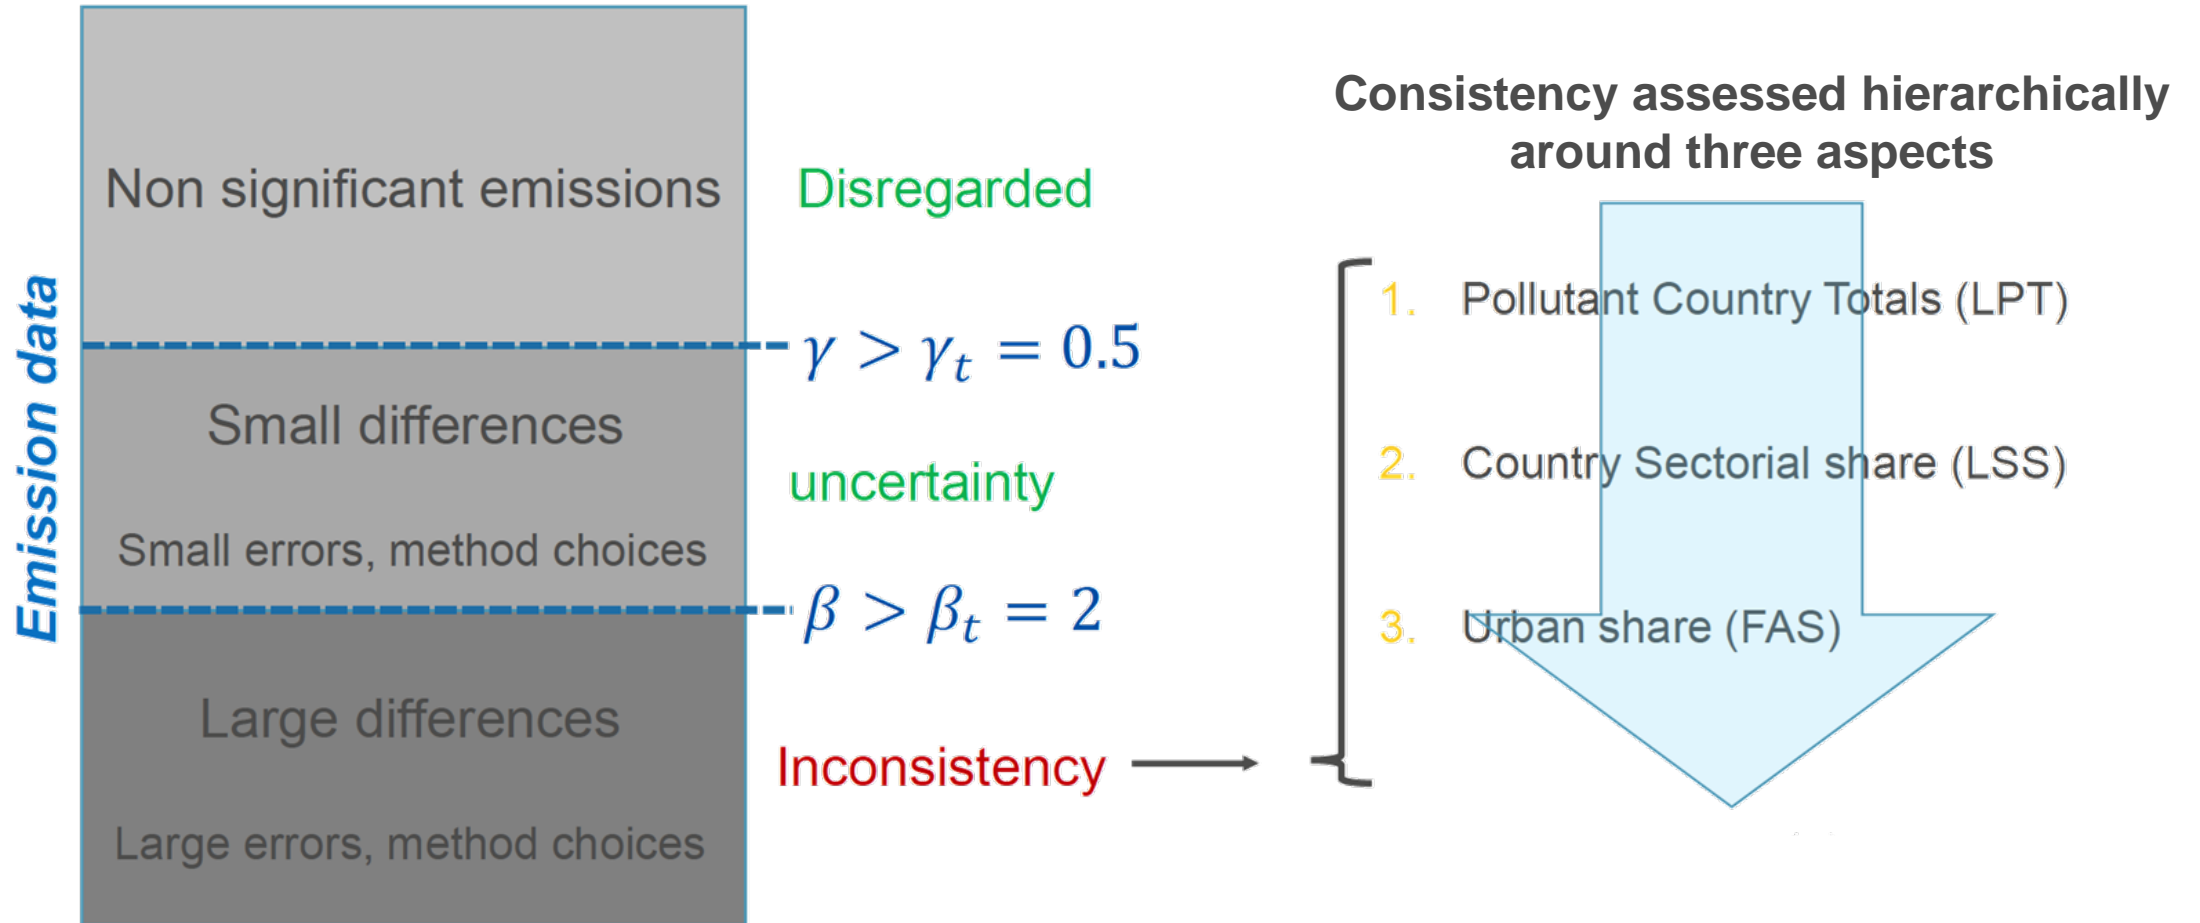 Emission data
Non significant emissions
Disregarded
γ > γₜ = 0.5
Small differences
uncertainty
Small errors, method choices
β > βₜ = 2
Large differences
Inconsistency
Large errors, method choices
Consistency assessed hierarchically
around three aspects
1. Pollutant Country Totals (LPT)
2. Country Sectorial share (LSS)
3. Urban share (FAS)